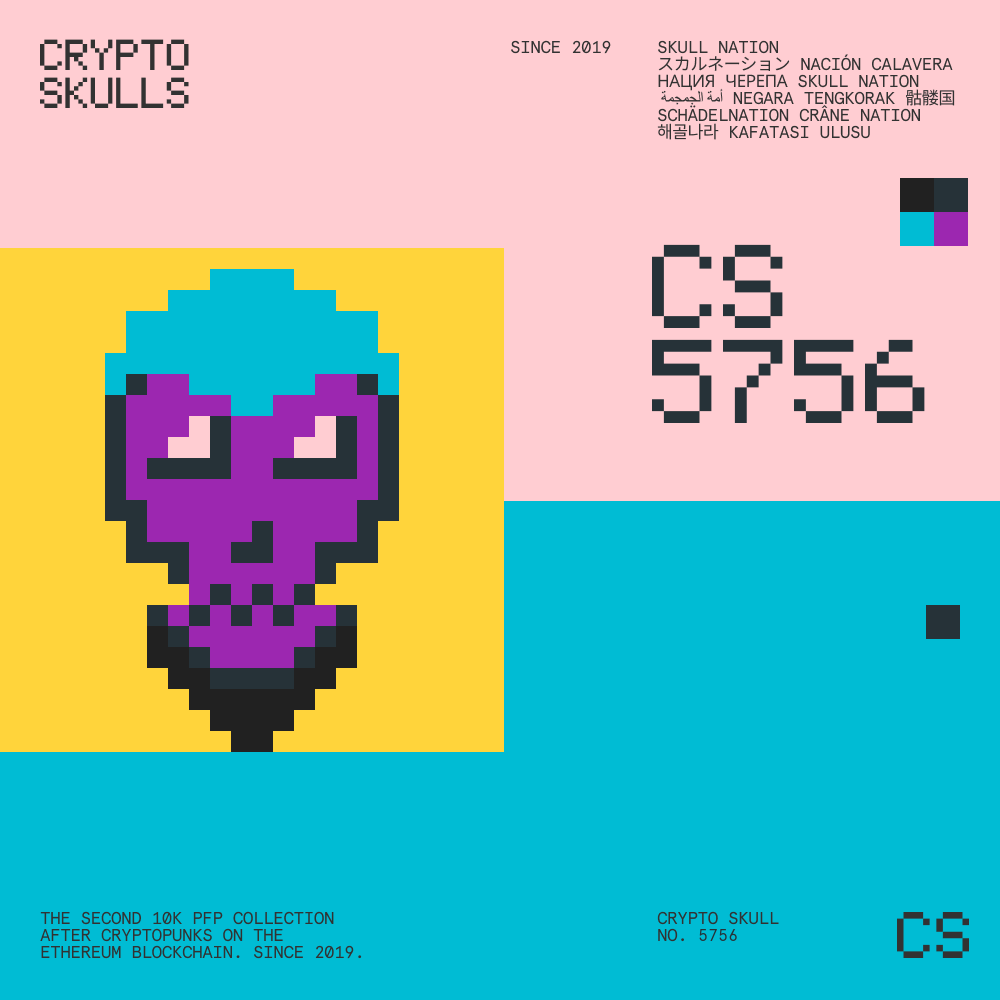 CRYPTO
SKULLS
SINCE 2019
SKULL NATION
スカルネーション NACIÓN CALAVERA
НАЦИЯ ЧЕРЕПА SKULL NATION
أمة الجمجمة NEGARA TENGKORAK 骷髅国
SCHÄDELNATION CRÂNE NATION
해골나라 KAFATASI ULUSU
CS
5756
THE SECOND 10K PFP COLLECTION
AFTER CRYPTOPUNKS ON THE
ETHEREUM BLOCKCHAIN. SINCE 2019.
CRYPTO SKULL
NO. 5756
CS